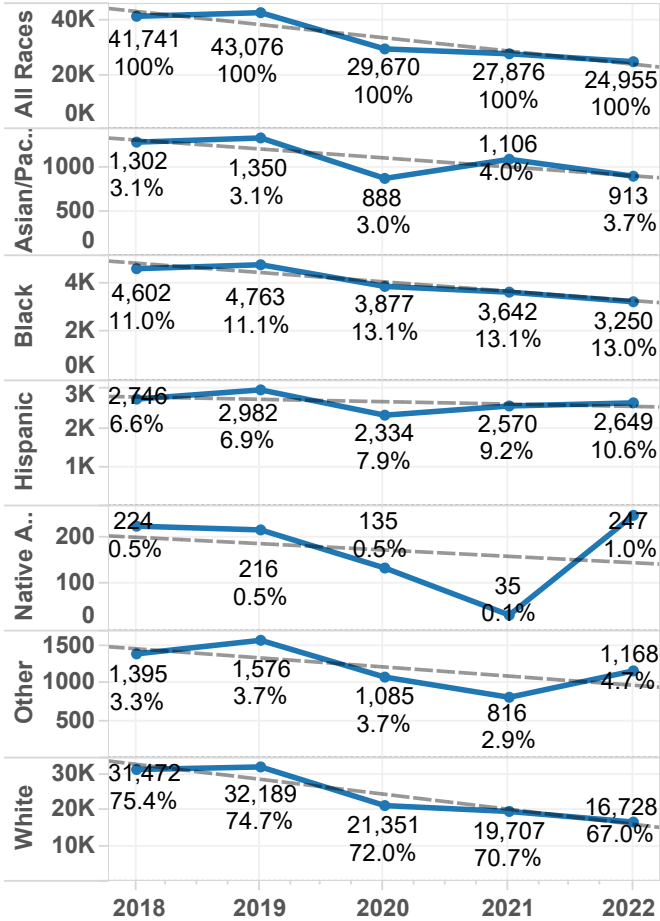 All Races
40K
20K
0K
41,741 43,076 29,670 27,876 24,955
100% 100% 100% 100% 100%
Asian/Pac..
1000
500
0
1,302 1,350 888 1,106 913
3.1% 3.1% 3.0% 4.0% 3.7%
Black
4K
2K
0K
4,602 4,763 3,877 3,642 3,250
11.0% 11.1% 13.1% 13.1% 13.0%
Hispanic
3K
2K
1K
2,746 2,982 2,334 2,570 2,649
6.6% 6.9% 7.9% 9.2% 10.6%
Native A..
200
100
0
224 216 135 35 247
0.5% 0.5% 0.5% 0.1% 1.0%
Other
1500
1000
500
1,395 1,576 1,085 816 1,168
3.3% 3.7% 3.7% 2.9% 4.7%
White
30K
20K
10K
31,472 32,189 21,351 19,707 16,728
75.4% 74.7% 72.0% 70.7% 67.0%
2018 2019 2020 2021 2022